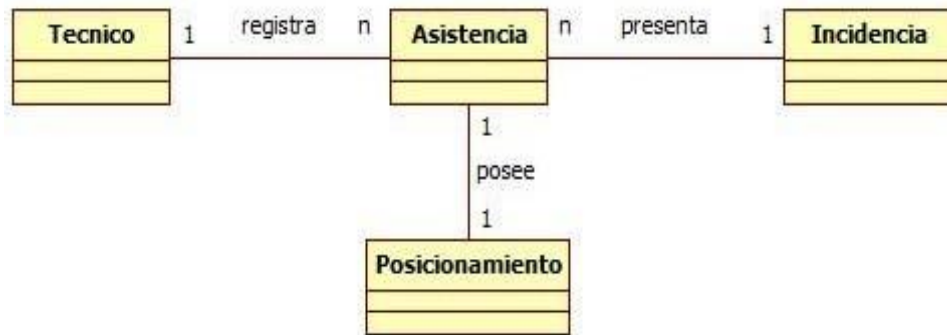 Tecnico 1 registra n Asistencia n presenta 1 Incidencia
1
posee
1
Posicionamiento